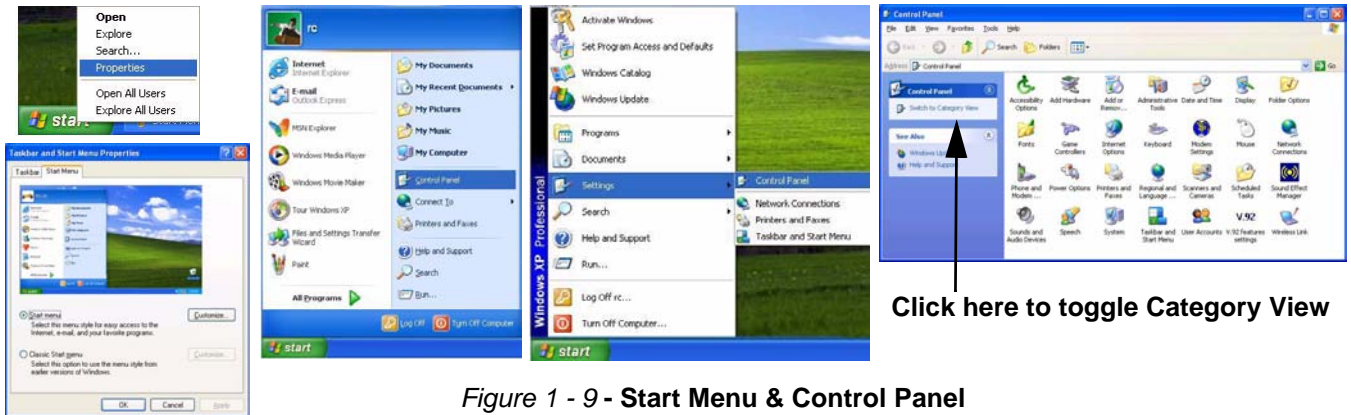 Open
Explore
Search...
Properties
Open All Users
Explore All Users
start
Taskbar and Start Menu Properties
Taskbar
Start Menu
Start menu
Customize...
Select this menu style for easy access to the
Internet, e-mail, and your favorite programs.
Classic Start menu
Customize...
Select this option to use the menu style from
earlier versions of Windows.
OK
Cancel
Apply
rc
Internet
Internet Explorer
E-mail
Outlook Express
MSN Explorer
Windows Media Player
Windows Movie Maker
Tour Windows XP
Files and Settings Transfer
Wizard
Paint
All Programs
My Documents
My Recent Documents
My Pictures
My Music
My Computer
Control Panel
Connect To
Printers and Faxes
Help and Support
Search
Run...
Log Off
Turn Off Computer
start
Windows XP Professional
Activate Windows
Set Program Access and Defaults
Windows Catalog
Windows Update
Programs
Documents
Settings
Search
Help and Support
Run...
Log Off rc...
Turn Off Computer...
Control Panel
Network Connections
Printers and Faxes
Taskbar and Start Menu
start
Control Panel
File Edit View Favorites Tools Help
Back Search Folders
Address Control Panel Go
Control Panel
Switch to Category View
See Also
Windows Update
Help and Support
Accessibility Options
Add Hardware
Add or Remov...
Administrative Tools
Date and Time
Display
Folder Options
Fonts
Game Controllers
Internet Options
Keyboard
Modem Settings
Mouse
Network Connections
Phone and Modem ...
Power Options
Printers and Faxes
Regional and Language ...
Scanners and Cameras
Scheduled Tasks
Sound Effect Manager
Sounds and Audio Devices
Speech
System
Taskbar and Start Menu
User Accounts
V.92
V.92 Features settings
Wireless Link
Click here to toggle Category View
Figure 1 - 9 - Start Menu & Control Panel